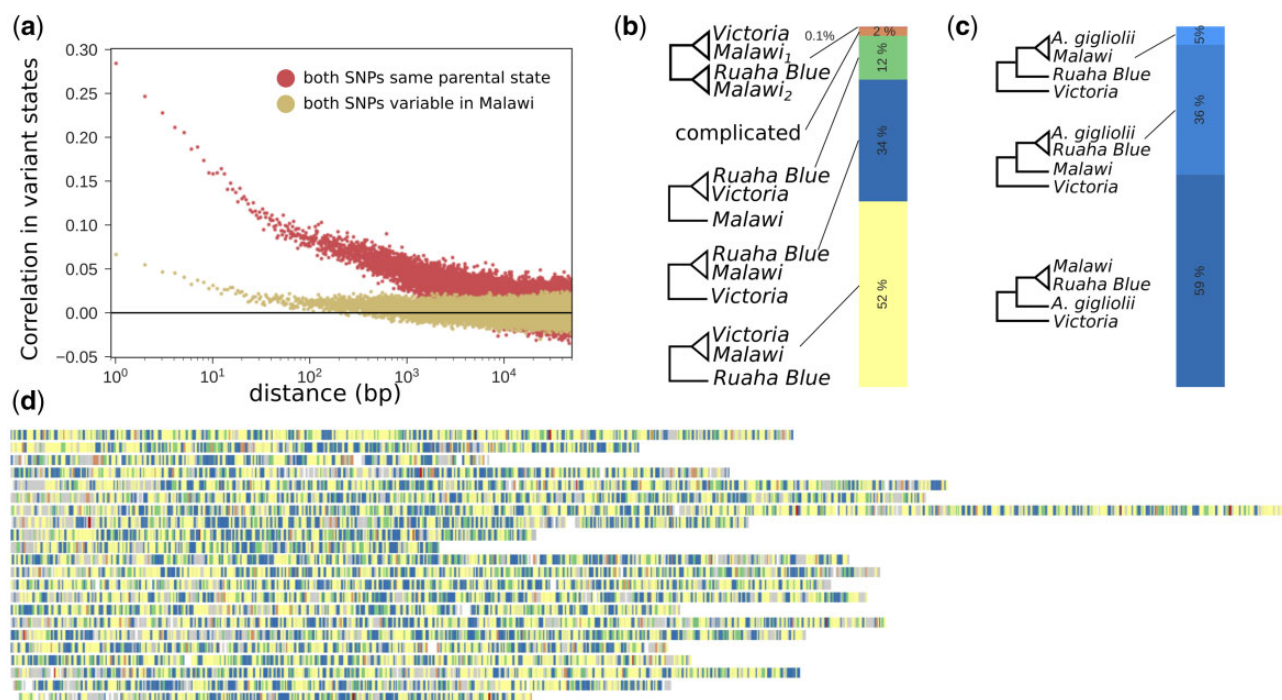 (a)
0.30
0.25
0.20
0.15
0.10
0.05
0.00
−0.05
Correlation in variant states
both SNPs same parental state
both SNPs variable in Malawi
10⁰
10¹
10²
10³
10⁴
distance (bp)
(b)
Victoria
Malawi₁
Ruaha Blue
Malawi₂
complicated
Ruaha Blue
Victoria
Malawi
Ruaha Blue
Malawi
Victoria
Victoria
Malawi
Ruaha Blue
0.1%
2 %
12 %
34 %
52 %
(c)
A. gigliolii
Malawi
Ruaha Blue
Victoria
A. gigliolii
Ruaha Blue
Malawi
Victoria
Malawi
Ruaha Blue
A. gigliolii
Victoria
5%
36 %
59 %
(d)